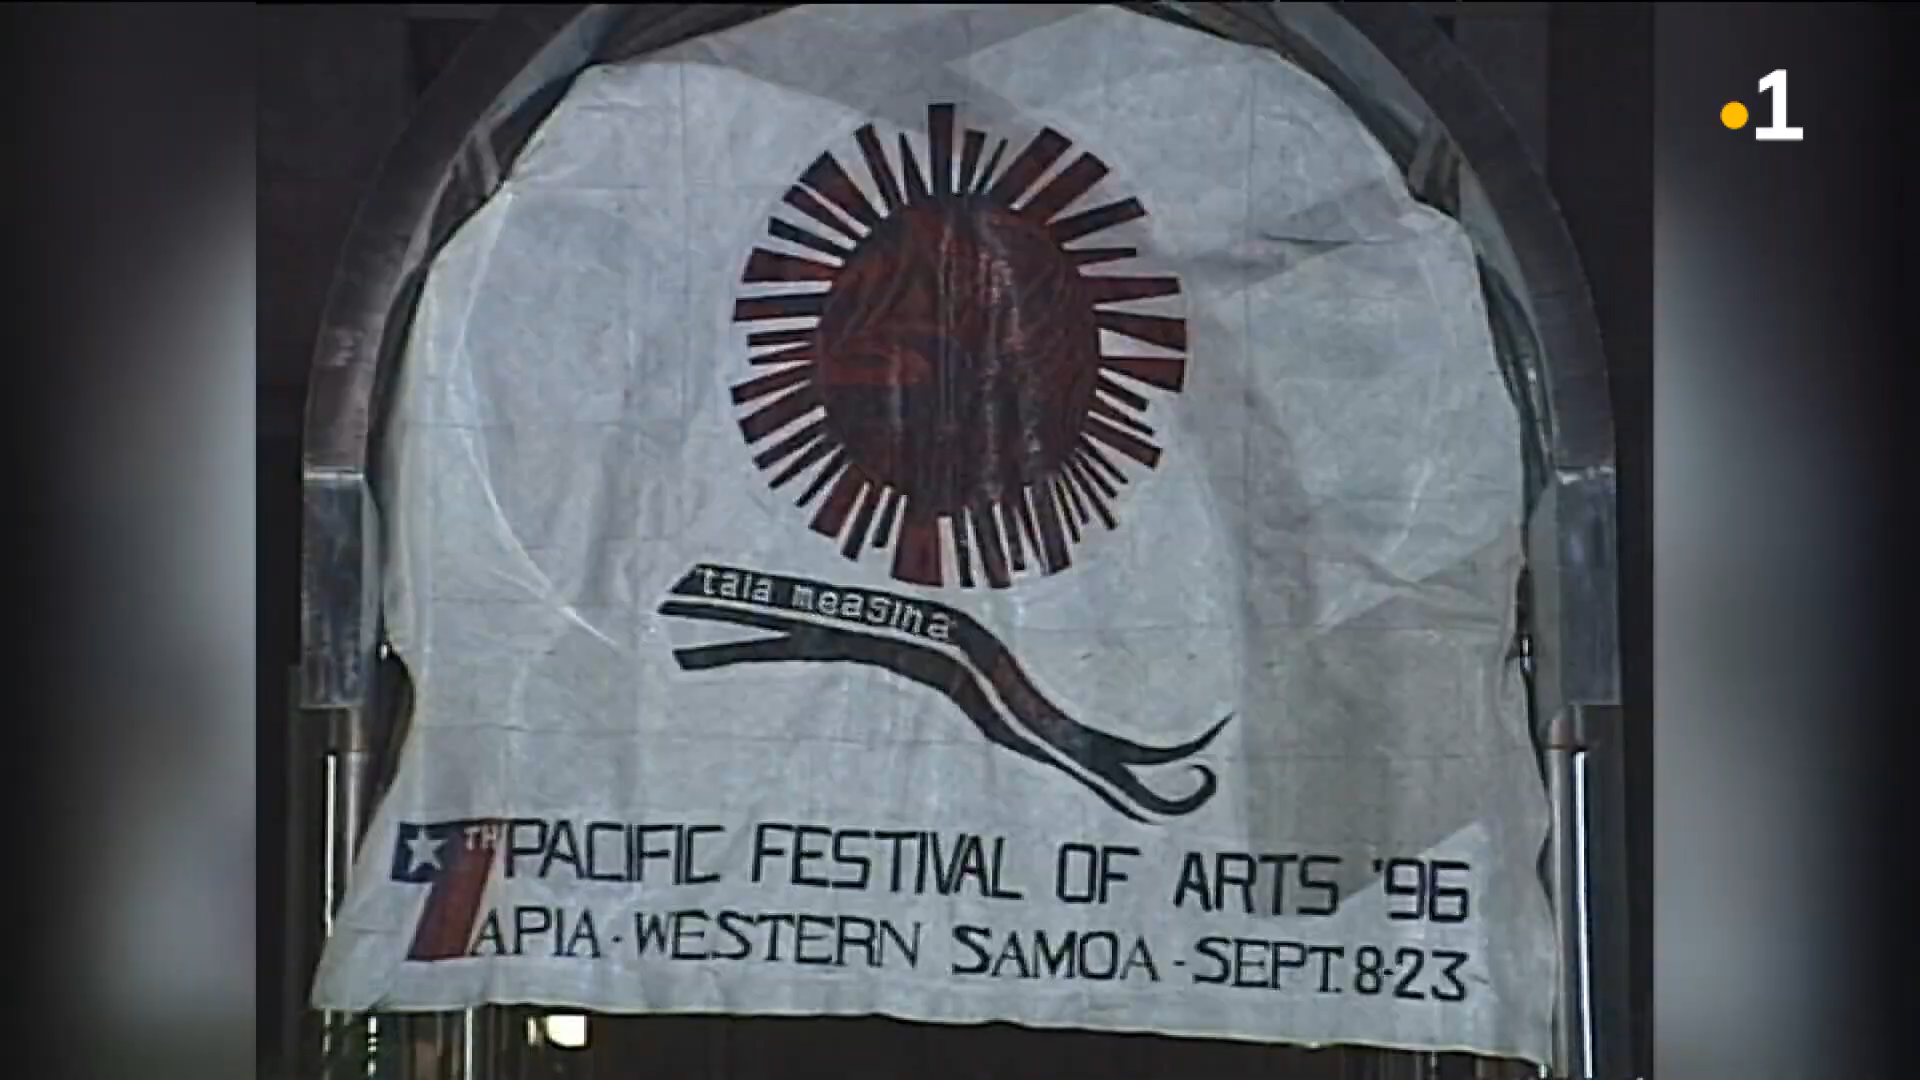 1
tala measina
7TH PACIFIC FESTIVAL OF ARTS '96
APIA-WESTERN SAMOA-SEPT. 8-23